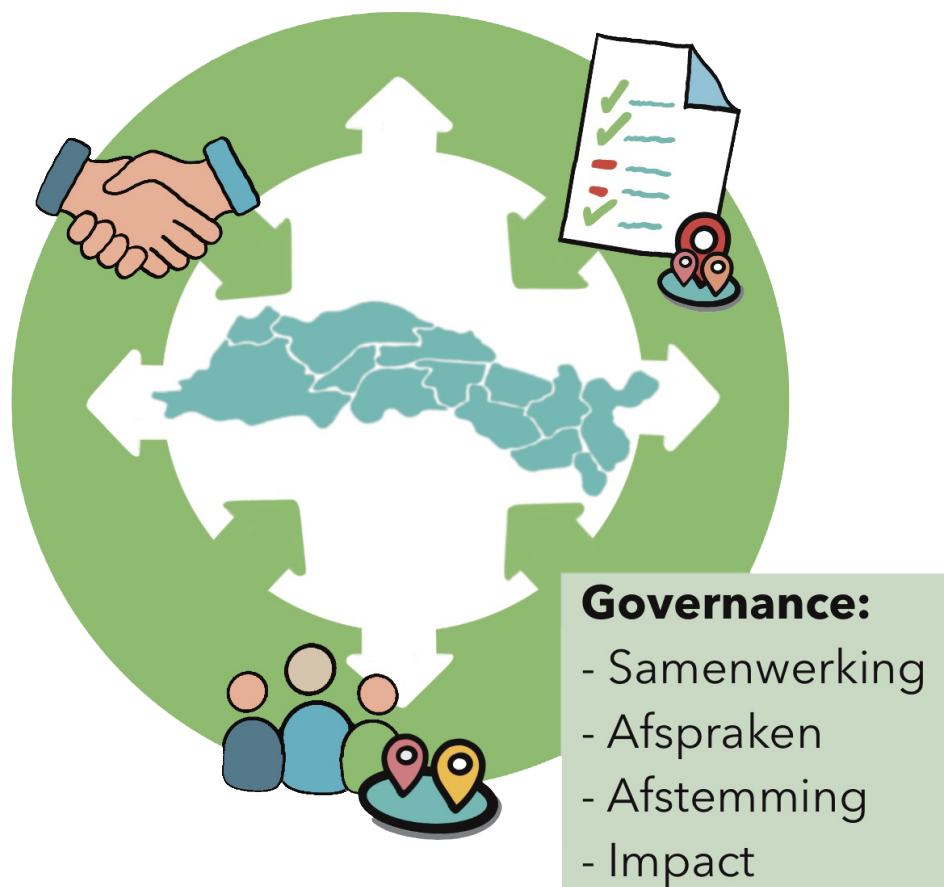 Governance:
- Samenwerking
- Afspraken
- Afstemming
- Impact